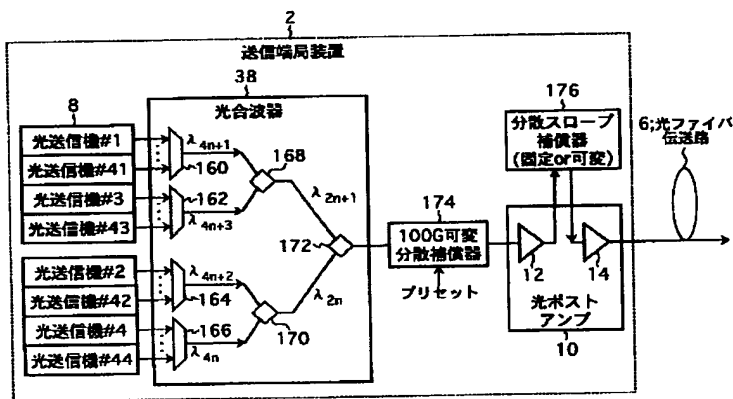 2
送信端局装置
8
38
光合波器
176
分散スロープ
補償器
(固定or可変)
6;光ファイバ
伝送路
光送信機#1
光送信機#41
光送信機#3
光送信機#43
λ4n+1
160
168
162
λ4n+3
λ2n+1
174
100G可変
分散補償器
172
プリセット
12
14
光ポスト
アンプ
10
光送信機#2
光送信機#42
光送信機#4
光送信機#44
λ4n+2
164
λ2n
166
170
λ4n